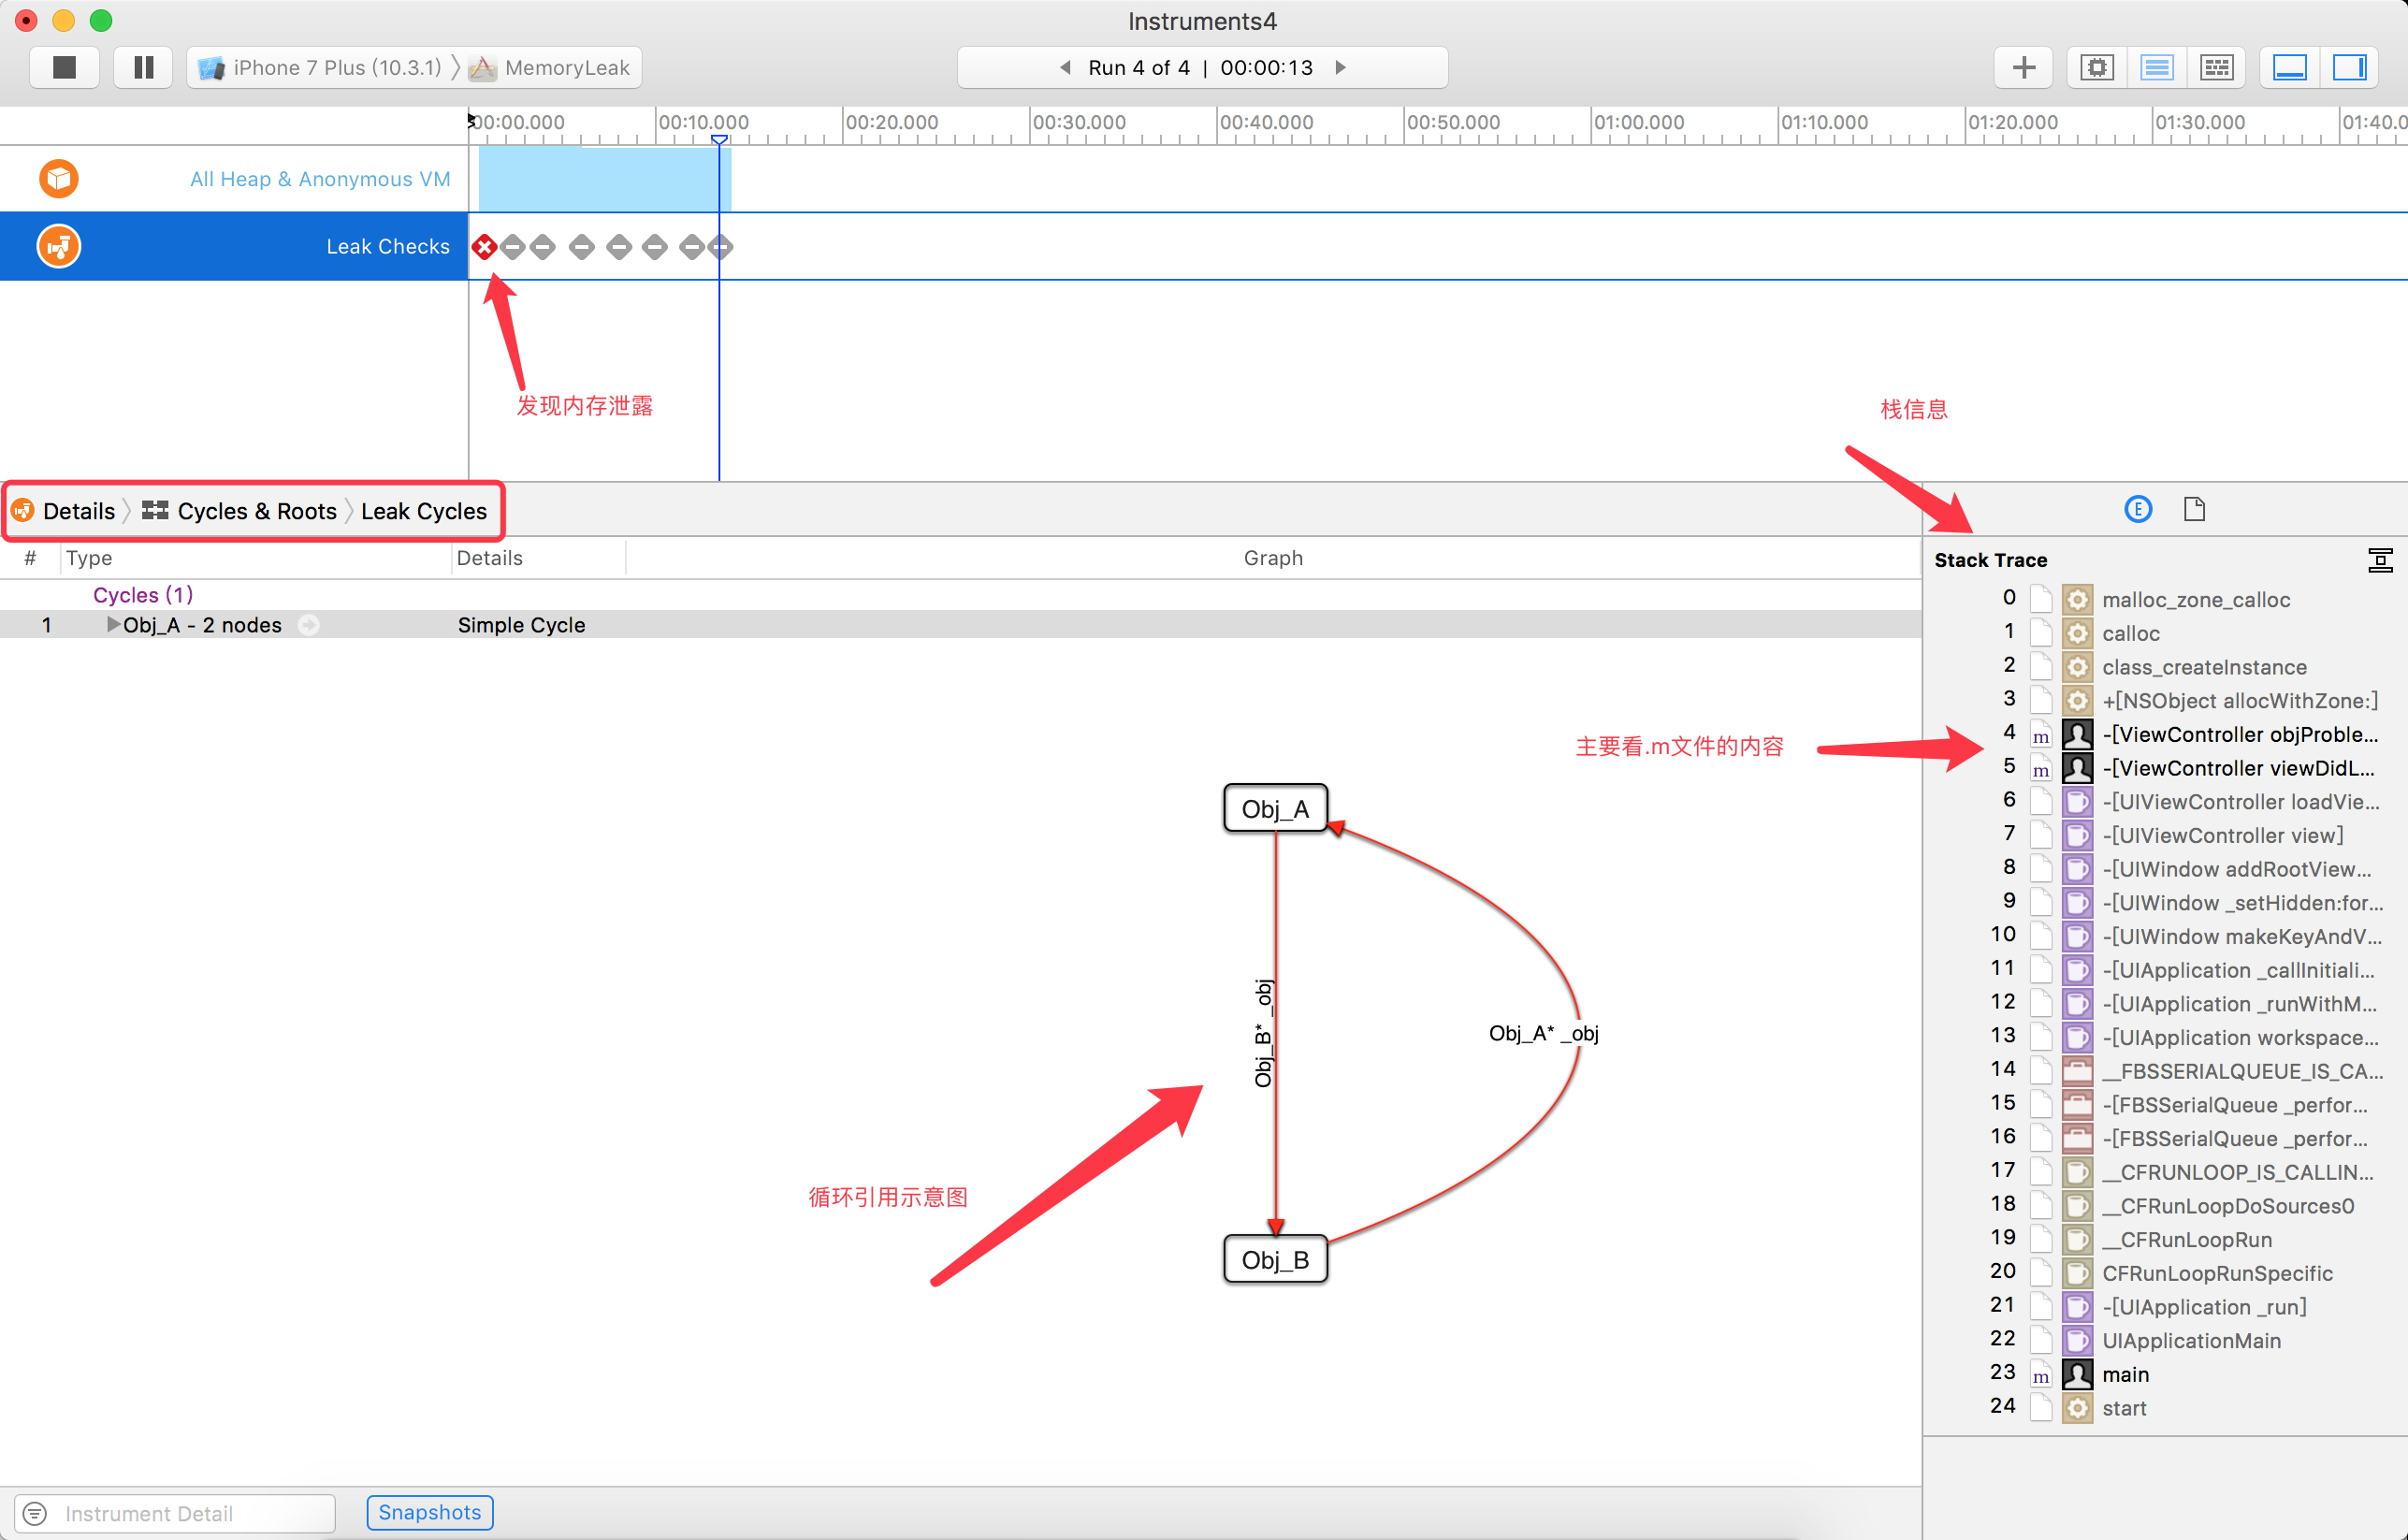 Instruments4
iPhone 7 Plus (10.3.1) MemoryLeak
Run 4 of 4 | 00:00:13
00:00.000 00:10.000 00:20.000 00:30.000 00:40.000 00:50.000 01:00.000 01:10.000 01:20.000 01:30.000 01:40.0
All Heap & Anonymous VM
Leak Checks
发现内存泄露
栈信息
Details Cycles & Roots Leak Cycles
E
# Type Details Graph
Cycles (1)
1 Obj_A - 2 nodes Simple Cycle
Obj_A
Obj_B* _obj
Obj_A* _obj
循环引用示意图
Obj_B
主要看.m文件的内容
Stack Trace
0 malloc_zone_calloc
1 calloc
2 class_createInstance
3 +[NSObject allocWithZone:]
4 m -[ViewController objProble...
5 m -[ViewController viewDidL...
6 -[UIViewController loadVie...
7 -[UIViewController view]
8 -[UIWindow addRootView...
9 -[UIWindow _setHidden:for...
10 -[UIWindow makeKeyAndV...
11 -[UIApplication _callInitiali...
12 -[UIApplication _runWithM...
13 -[UIApplication workspace...
14 __FBSSERIALQUEUE_IS_CA...
15 -[FBSSerialQueue _perfor...
16 -[FBSSerialQueue _perfor...
17 __CFRUNLOOP_IS_CALLIN...
18 __CFRunLoopDoSources0
19 __CFRunLoopRun
20 CFRunLoopRunSpecific
21 -[UIApplication _run]
22 UIApplicationMain
23 m main
24 start
Instrument Detail
Snapshots